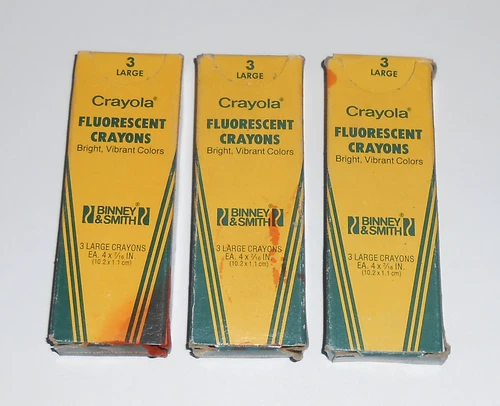 3
LARGE
Crayola®
FLUORESCENT
CRAYONS
Bright, Vibrant Colors
BINNEY
& SMITH
3 LARGE CRAYONS
EA. 4 x 7/16 IN.
(10.2 x 1.1 cm)
3
LARGE
Crayola®
FLUORESCENT
CRAYONS
Bright, Vibrant Colors
BINNEY
& SMITH
3 LARGE CRAYONS
EA. 4 x 7/16 IN.
(10.2 x 1.1 cm)
3
LARGE
Crayola®
FLUORESCENT
CRAYONS
Bright, Vibrant Colors
BINNEY
& SMITH
3 LARGE CRAYONS
EA. 4 x 7/16 IN.
(10.2 x 1.1 cm)